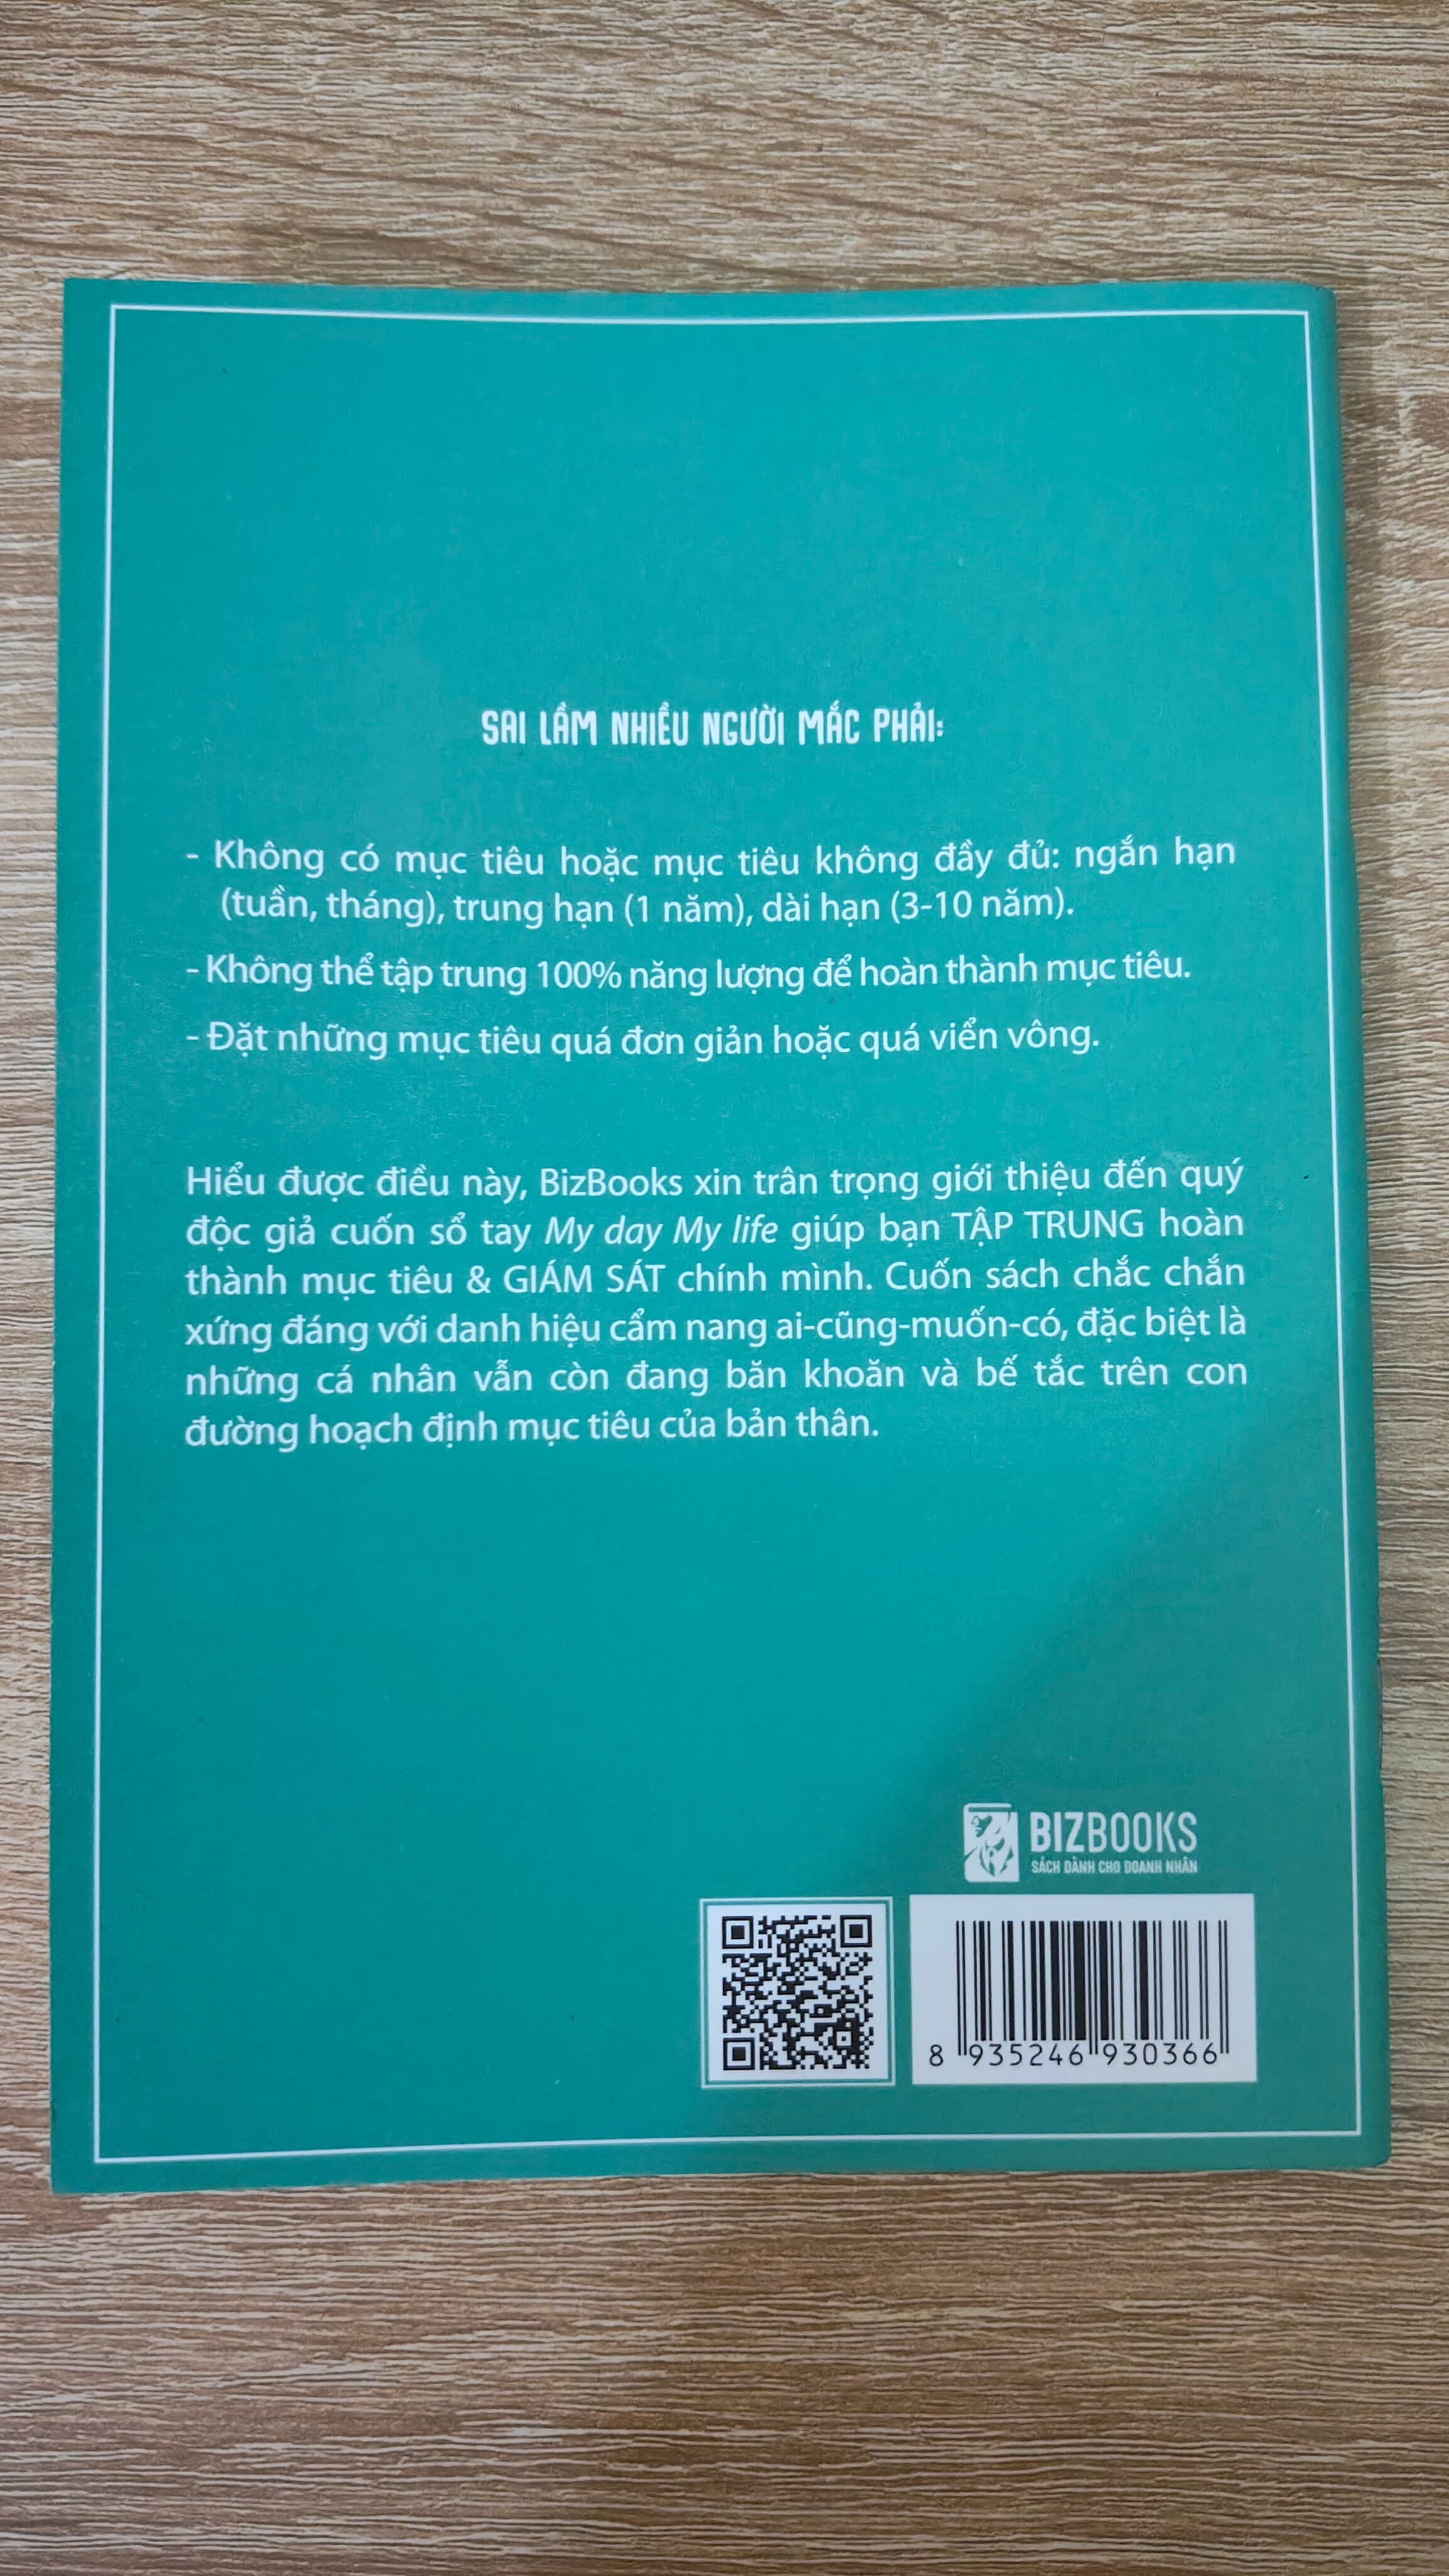 SAI LẦM NHIỀU NGƯỜI MẮC PHẢI:
- Không có mục tiêu hoặc mục tiêu không đầy đủ: ngắn hạn
(tuần, tháng), trung hạn (1 năm), dài hạn (3-10 năm).
- Không thể tập trung 100% năng lượng để hoàn thành mục tiêu.
- Đặt những mục tiêu quá đơn giản hoặc quá viển vông.
Hiểu được điều này, BizBooks xin trân trọng giới thiệu đến quý
độc giả cuốn sổ tay My day My life giúp bạn TẬP TRUNG hoàn
thành mục tiêu & GIÁM SÁT chính mình. Cuốn sách chắc chắn
xứng đáng với danh hiệu cẩm nang ai-cũng-muốn-có, đặc biệt là
những cá nhân vẫn còn đang băn khoăn và bế tắc trên con
đường hoạch định mục tiêu của bản thân.
BIZBOOKS
SÁCH DÀNH CHO DOANH NHÂN
8 935246 930366